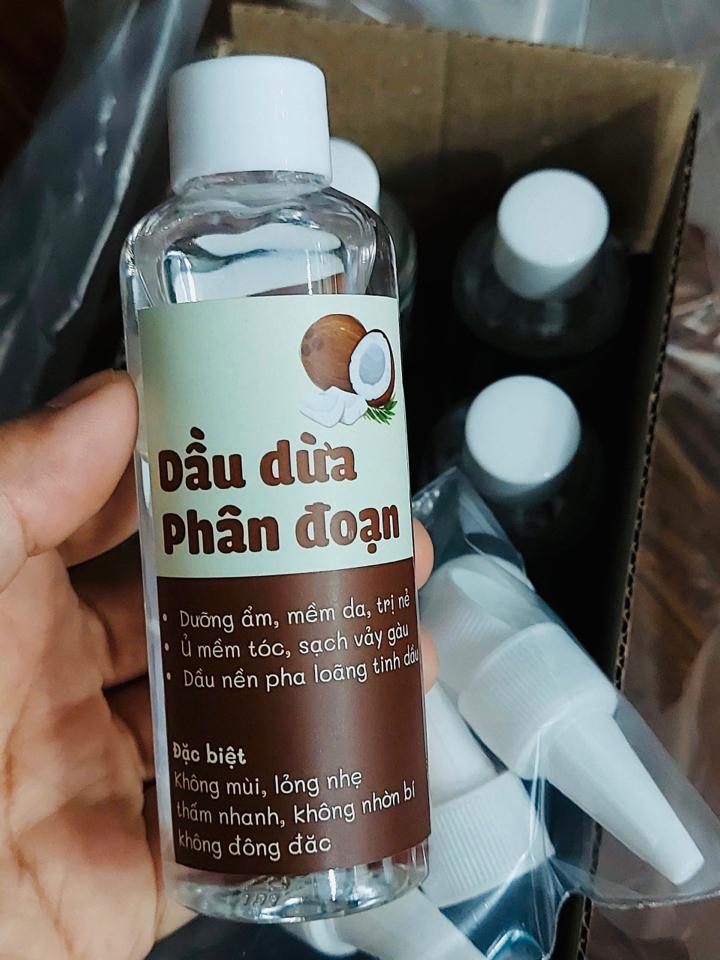 Dầu dừa
Phân đoạn
• Dưỡng ẩm, mềm da, trị nẻ
• Ủ mềm tóc, sạch vảy gàu
• Dầu nền pha loãng tinh dầu
Đặc biệt
Không mùi, lỏng nhẹ
thấm nhanh, không nhờn bí
không đông đặc